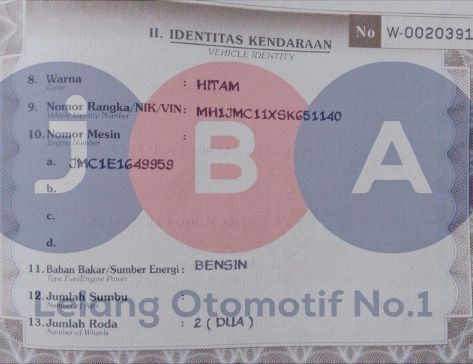 II. IDENTITAS KENDARAAN
VEHICLE IDENTITY
No W-0020391
8. Warna : HITAM
Color
9. Nomor Rangka/NIK/VIN : MH1JMC11XSK651140
Vehicle Identity Number
10. Nomor Mesin :
Engine Number
a. JMC1E1649959
b.
c.
d.
jBA
11. Bahan Bakar/Sumber Energi : BENSIN
Type Fuel/Engine Power
12. Jumlah Sumbu :
Number of Axes
Lelang Otomotif No.1
13. Jumlah Roda : 2 (DUA)
Number of Wheels